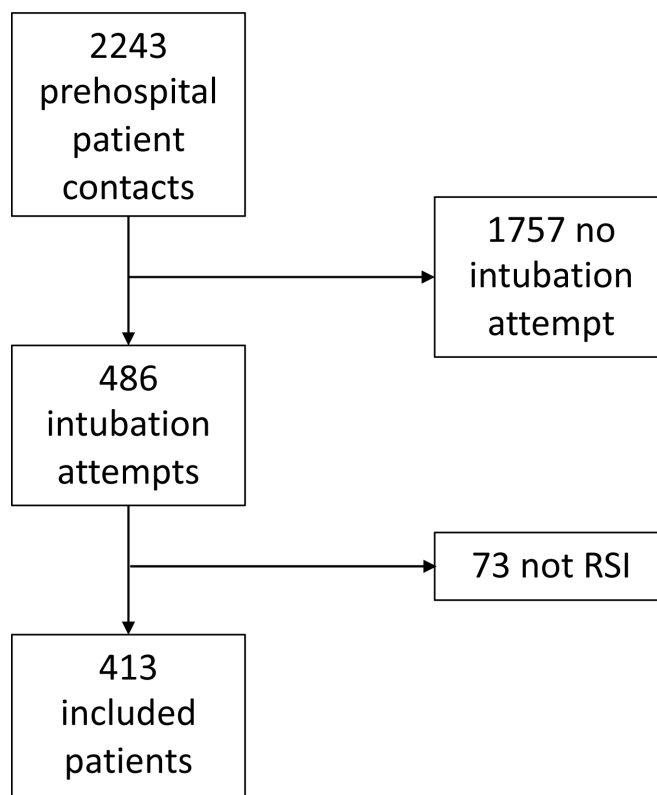 2243
prehospital
patient
contacts
1757 no
intubation
attempt
486
intubation
attempts
73 not RSI
413
included
patients